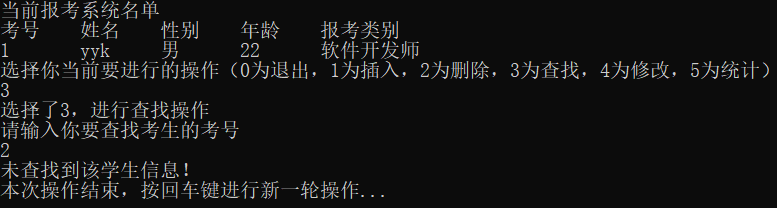 当前报考系统名单
考号 姓名 性别 年龄 报考类别
1 yyk 男 22 软件开发师
选择你当前要进行的操作（0为退出，1为插入，2为删除，3为查找，4为修改，5为统计）
3
选择了3，进行查找操作
请输入你要查找考生的考号
2
未查找到该学生信息！
本次操作结束，按回车键进行新一轮操作...